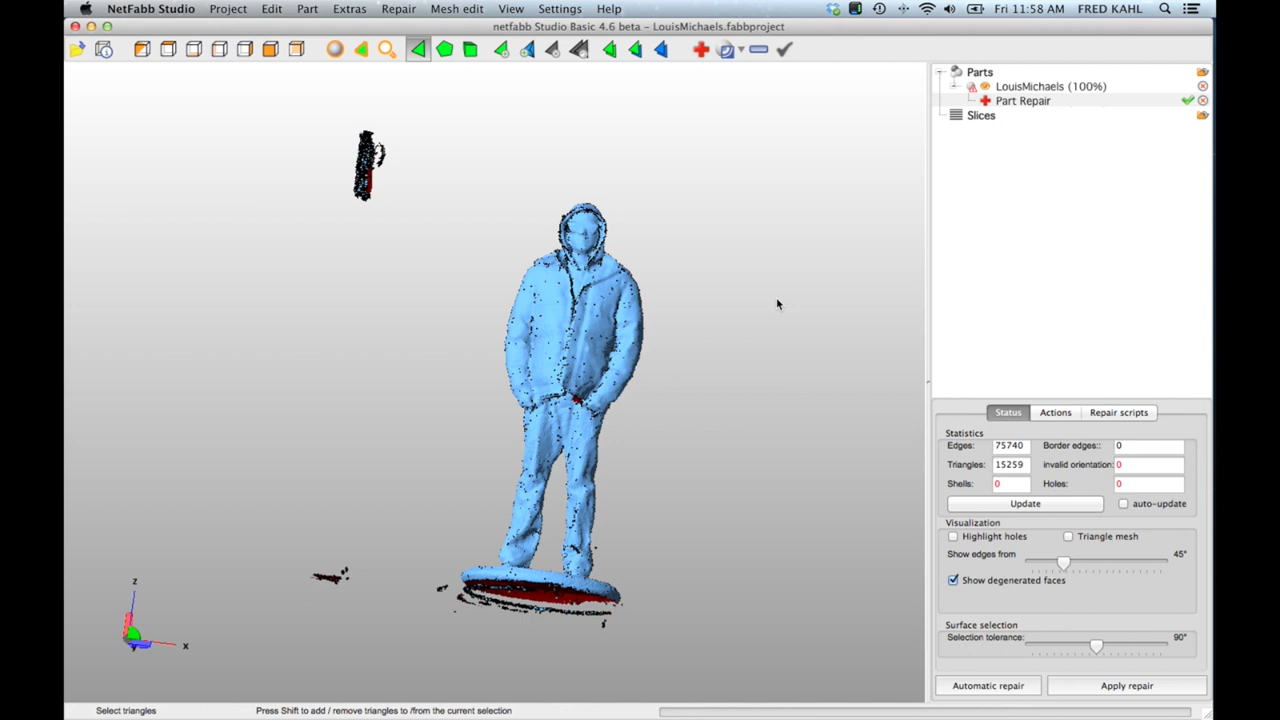 NetFabb Studio Project Edit Part Extras Repair Mesh edit View Settings Help Fri 11:58 AM FRED KAHL
netfabb Studio Basic 4.6 beta - LouisMichaels.fabbproject
Parts
LouisMichaels (100%)
Part Repair
Slices
Status Actions Repair scripts
Statistics
Edges: 75740 Border edges:: 0
Triangles: 15259 invalid orientation: 0
Shells: 0 Holes: 0
Update auto-update
Visualization
Highlight holes Triangle mesh
Show edges from 45°
Show degenerated faces
Surface selection
Selection tolerance: 90°
Automatic repair Apply repair
z
x
y
Select triangles Press Shift to add / remove triangles to /from the current selection